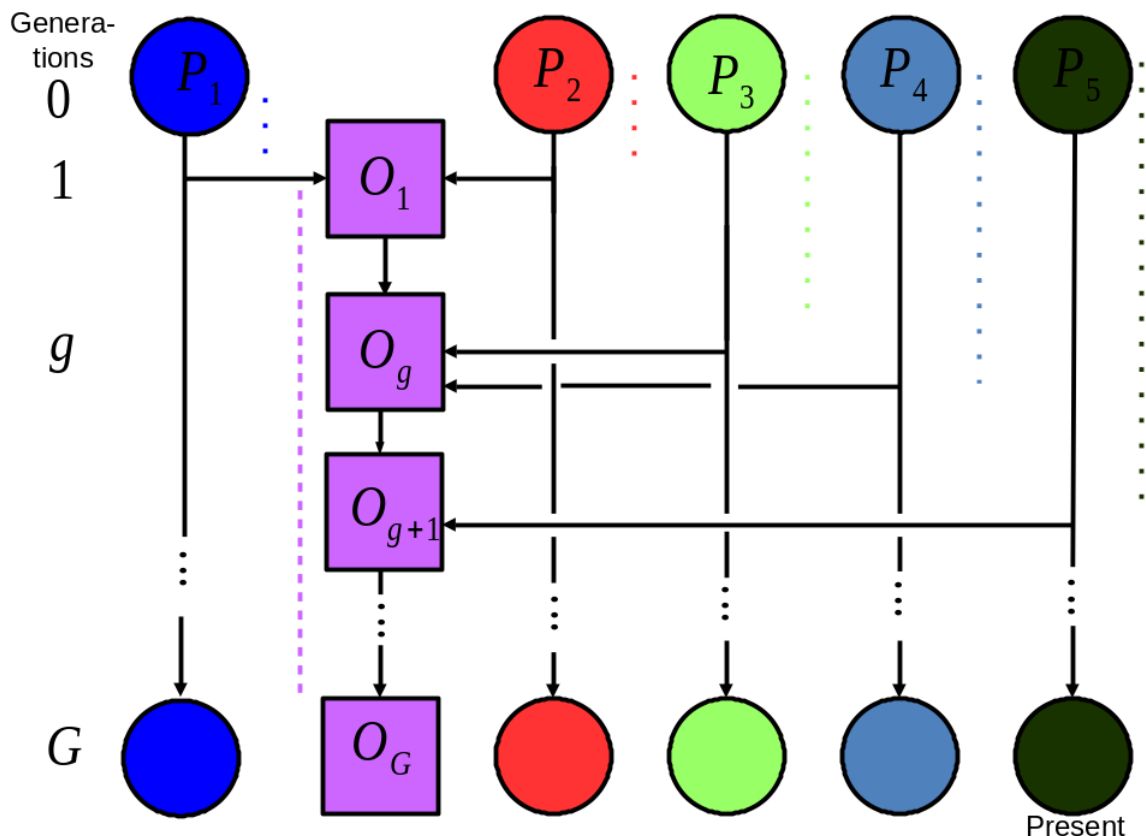 Genera-
tions
0
P1
P2
P3
P4
P5
1
O1
g
Og
Og+1
G
OG
Present